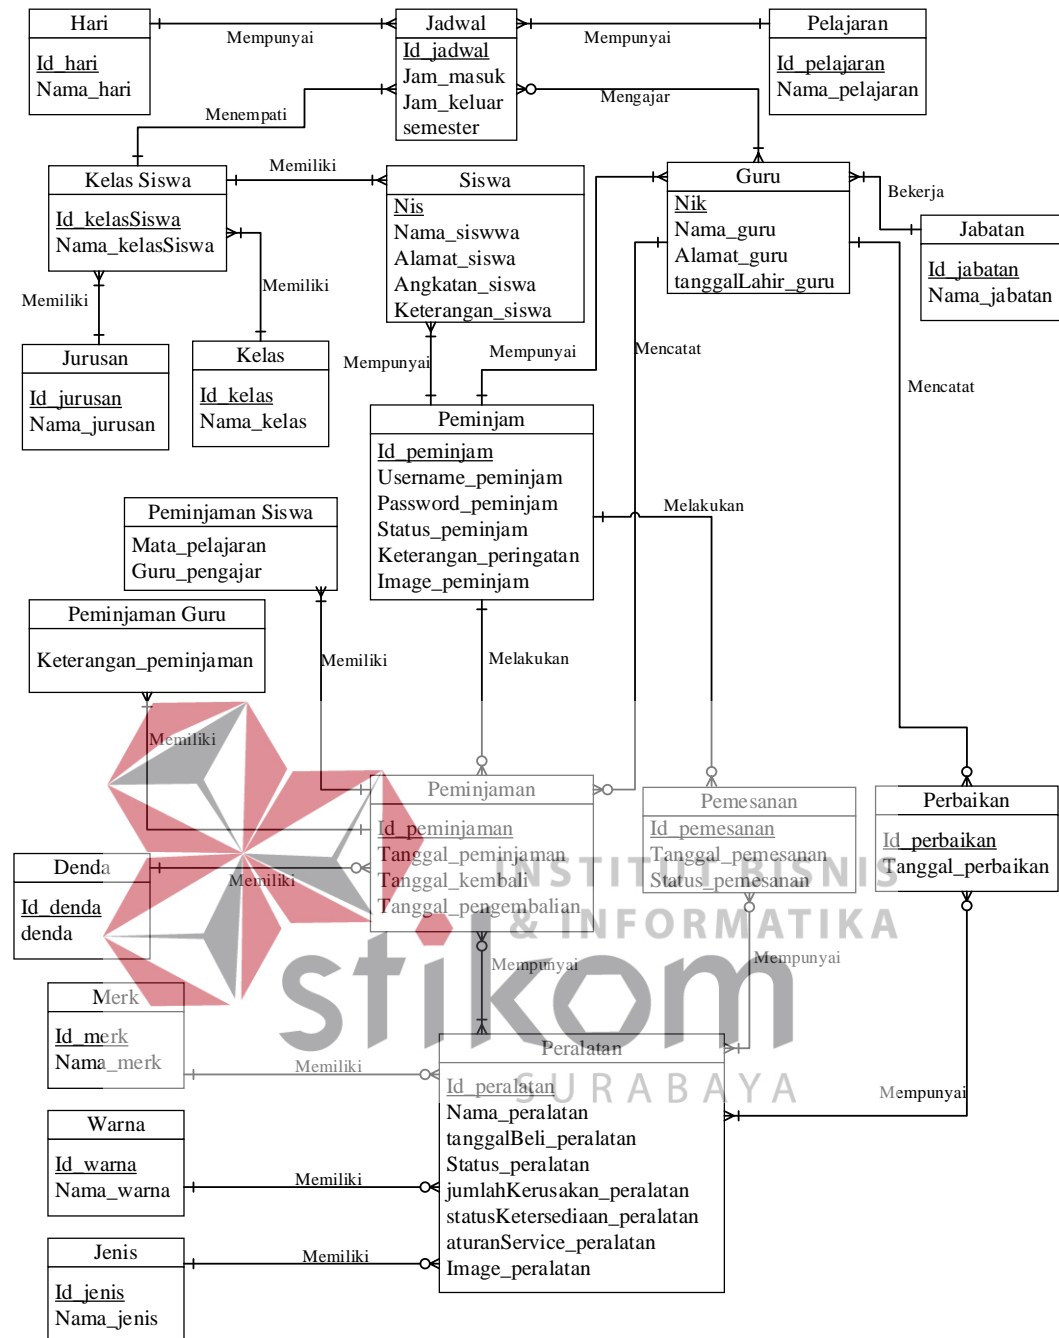 Hari
Id_hari
Nama_hari
Mempunyai
Jadwal
Id_jadwal
Jam_masuk
Jam_keluar
semester
Mempunyai
Pelajaran
Id_pelajaran
Nama_pelajaran
Menempati
Mengajar
Kelas Siswa
Id_kelasSiswa
Nama_kelasSiswa
Memiliki
Siswa
Nis
Nama_siswwa
Alamat_siswa
Angkatan_siswa
Keterangan_siswa
Guru
Nik
Nama_guru
Alamat_guru
tanggalLahir_guru
Bekerja
Jabatan
Id_jabatan
Nama_jabatan
Memiliki
Memiliki
Jurusan
Id_jurusan
Nama_jurusan
Kelas
Id_kelas
Nama_kelas
Mempunyai
Mempunyai
Mencatat
Mencatat
Peminjam
Id_peminjam
Username_peminjam
Password_peminjam
Status_peminjam
Keterangan_peringatan
Image_peminjam
Melakukan
Peminjaman Siswa
Mata_pelajaran
Guru_pengajar
Peminjaman Guru
Keterangan_peminjaman
Memiliki
Melakukan
Memiliki
Peminjaman
Id_peminjaman
Tanggal_peminjaman
Tanggal_kembali
Tanggal_pengembalian
Pemesanan
Id_pemesanan
Tanggal_pemesanan
Status_pemesanan
Perbaikan
Id_perbaikan
Tanggal_perbaikan
Denda
Id_denda
denda
Memiliki
INSTITUT BISNIS
& INFORMATIKA
stikom
SURABAYA
Mempunyai
Mempunyai
Mempunyai
Merk
Id_merk
Nama_merk
Memiliki
Peralatan
Id_peralatan
Nama_peralatan
tanggalBeli_peralatan
Status_peralatan
jumlahKerusakan_peralatan
statusKetersediaan_peralatan
aturanService_peralatan
Image_peralatan
Warna
Id_warna
Nama_warna
Memiliki
Jenis
Id_jenis
Nama_jenis
Memiliki